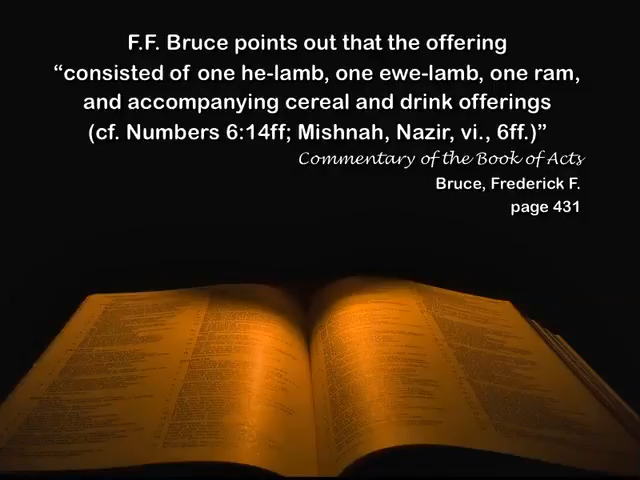 F.F. Bruce points out that the offering
“consisted of one he-lamb, one ewe-lamb, one ram,
and accompanying cereal and drink offerings
(cf. Numbers 6:14ff; Mishnah, Nazir, vi., 6ff.)”
Commentary of the Book of Acts
Bruce, Frederick F.
page 431